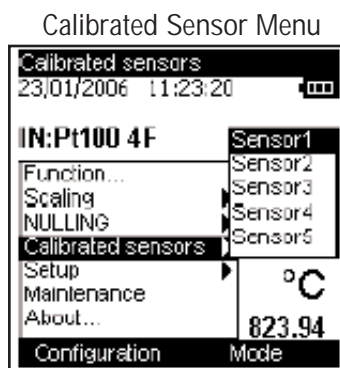 Calibrated Sensor Menu
Calibrated sensors
23/01/2006 11:23:20
IN:Pt100 4F
Sensor1
Sensor2
Sensor3
Sensor4
Sensor5
Function...
Scaling
NULLING
Calibrated sensors
Setup
Maintenance
About...
°C
823.94
Configuration Mode